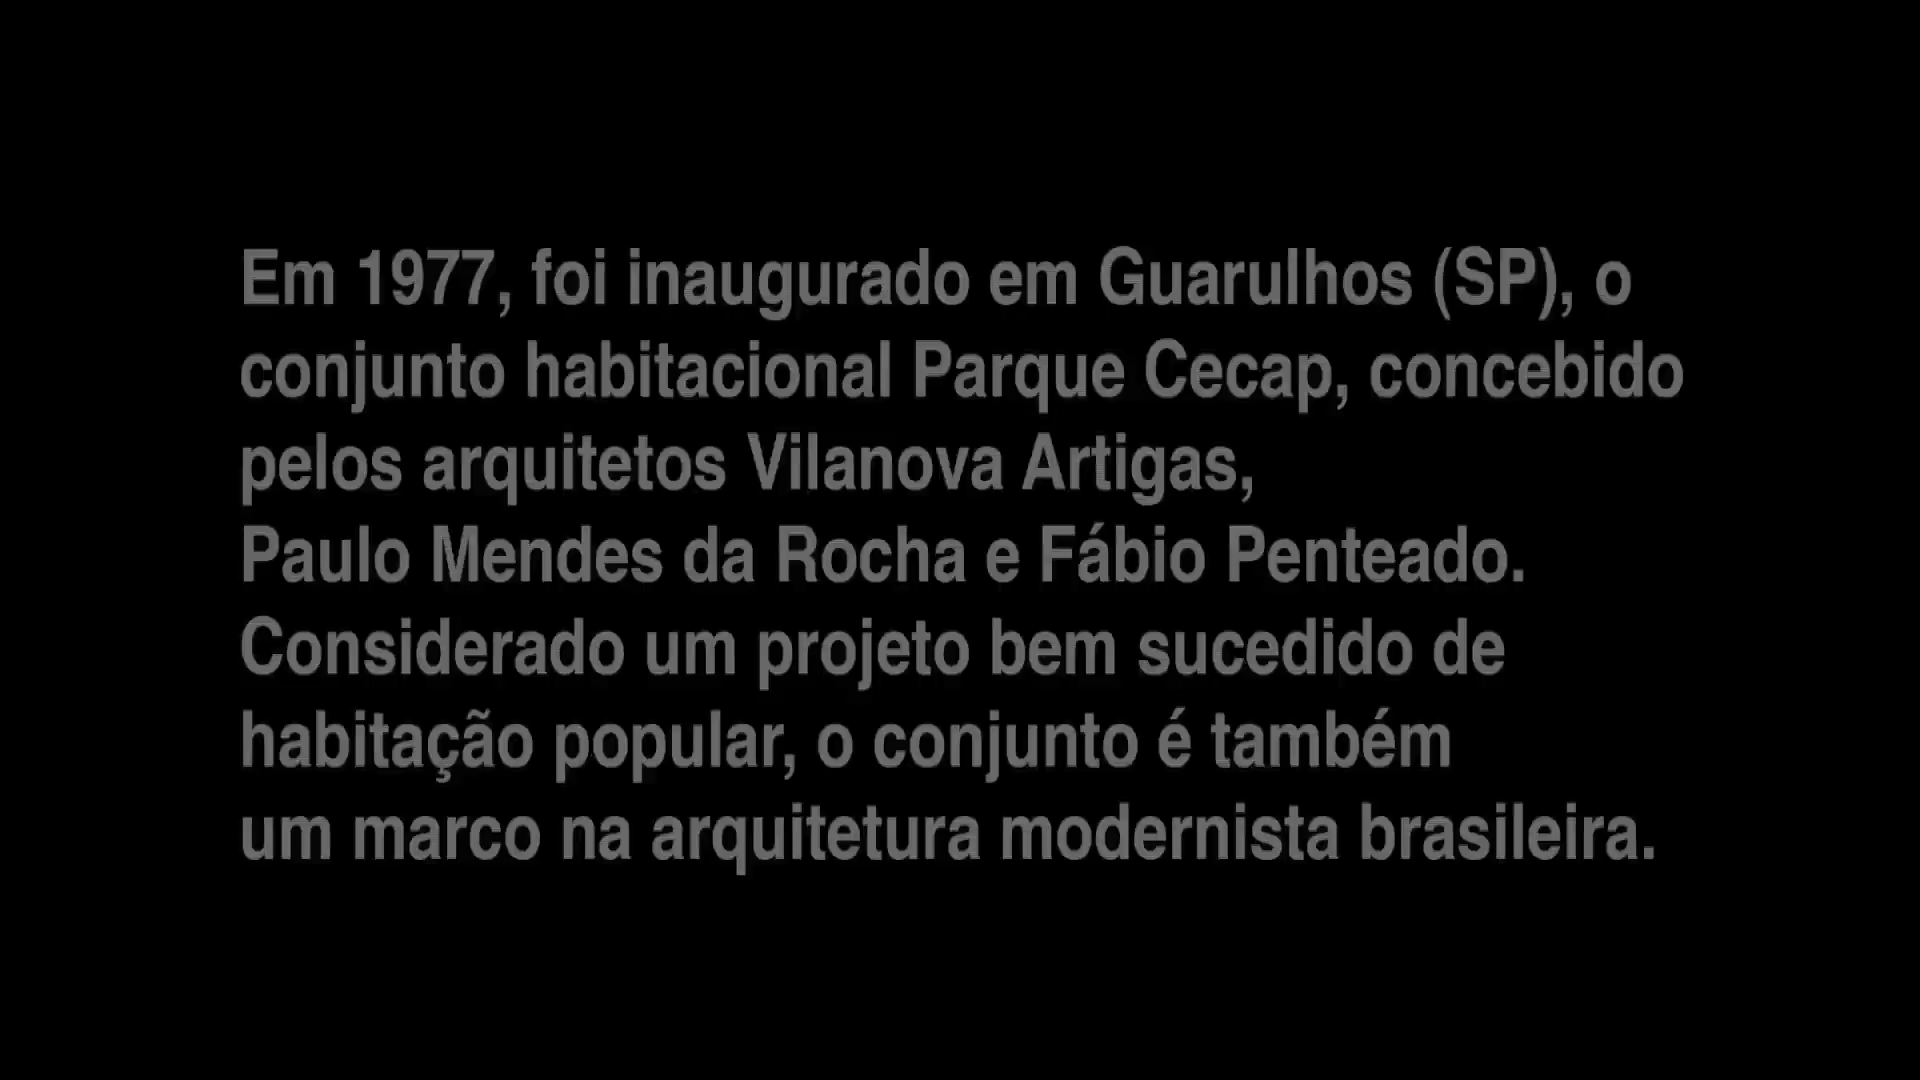 Em 1977, foi inaugurado em Guarulhos (SP), o
conjunto habitacional Parque Cecap, concebido
pelos arquitetos Vilanova Artigas,
Paulo Mendes da Rocha e Fábio Penteado.
Considerado um projeto bem sucedido de
habitação popular, o conjunto é também
um marco na arquitetura modernista brasileira.